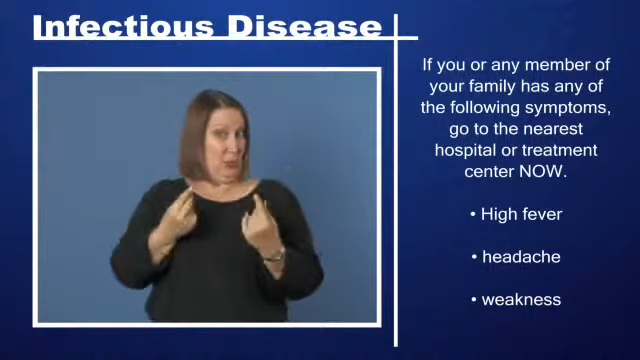 Infectious Disease
If you or any member of
your family has any of
the following symptoms,
go to the nearest
hospital or treatment
center NOW.
• High fever
• headache
• weakness